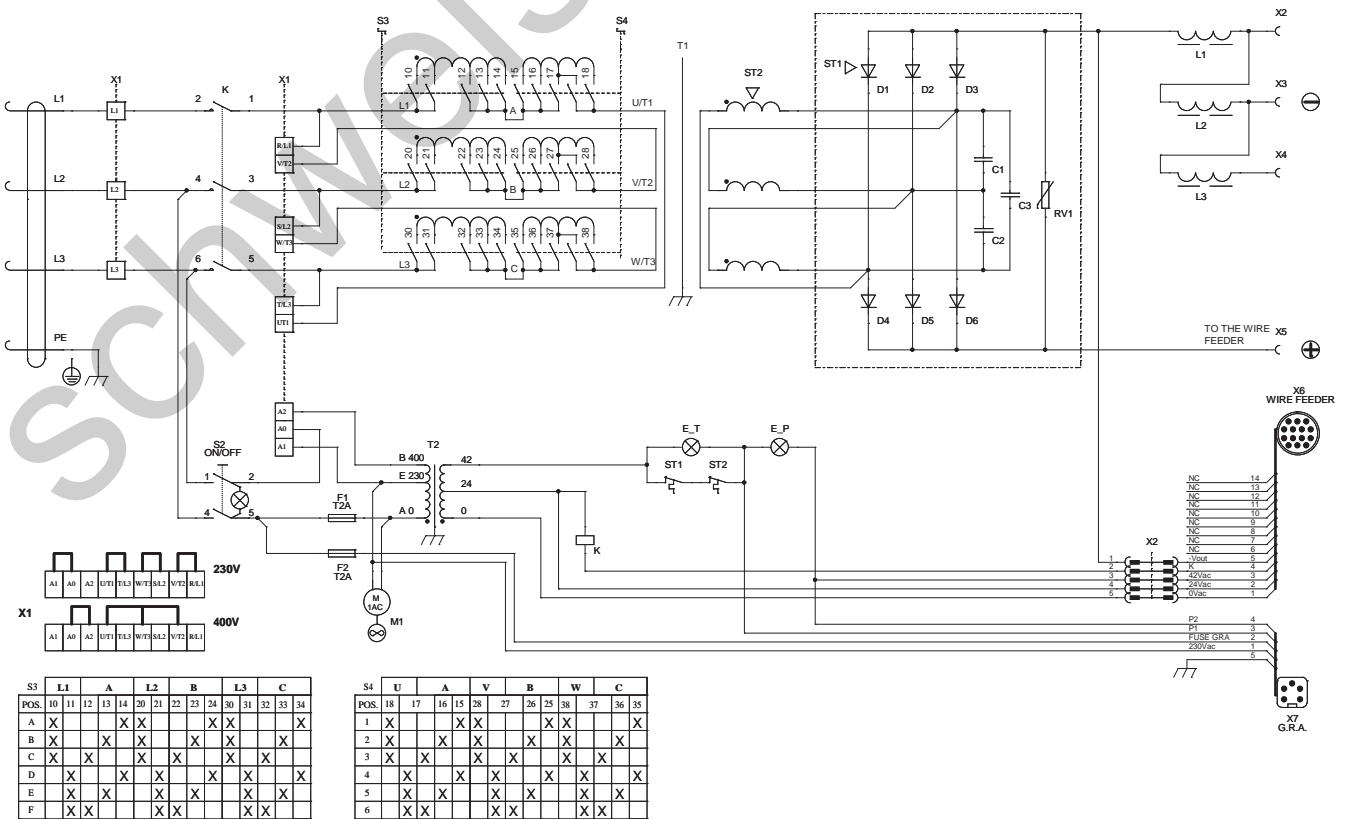 S3 S4 X2
T1
L1
ST2 ST1
D1 D2 D3
X1 X1
K
10 11 12 13 14 15 16 17 18
L1 L1 2 1 L1 A U/T1
X3
L2
R/L1
V/T2
20 21 22 23 24 25 26 27 28
C1
X4
L2 L2 4 3 L2 B V/T2
C3 RV1
L3
S/L2
W/T3
30 31 32 33 34 35 36 37 38
C2
L3 L3 6 5 L3 C W/T3
T/L3
UT1
D4 D5 D6
PE
TO THE WIRE
FEEDER
X5
X6
WIRE FEEDER
A2
A0
A1
S2
ON/OFF
1 2
4 5
T2
B 400
E 230
A 0
42
24
0
E_T E_P
ST1 ST2
F1
T2A
F2
T2A
K
M
1AC
M1
X2
1
2
3
4
5
NC 14
NC 13
NC 12
NC 11
NC 10
NC 9
NC 8
NC 7
NC 6
-Vout 5
K 4
42Vac 3
24Vac 2
0Vac 1
P2 4
P1 3
FUSE GRA 2
230Vac 1
5
X7
G.R.A.
230V
A1 A0 A2 U/T1 T/L3 W/T3 S/L2 V/T2 R/L1
X1
400V
A1 A0 A2 U/T1 T/L3 W/T3 S/L2 V/T2 R/L1
S3 L1 A L2 B L3 C
POS. 10 11 12 13 14 20 21 22 23 24 30 31 32 33 34
A X X X X X X
B X X X X X X
C X X X X X X
D X X X X X X
E X X X X X X
F X X X X X X
S4 U A V B W C
POS. 18 17 16 15 28 27 26 25 38 37 36 35
1 X X X X X X
2 X X X X X X
3 X X X X X X
4 X X X X X X
5 X X X X X X
6 X X X X X X